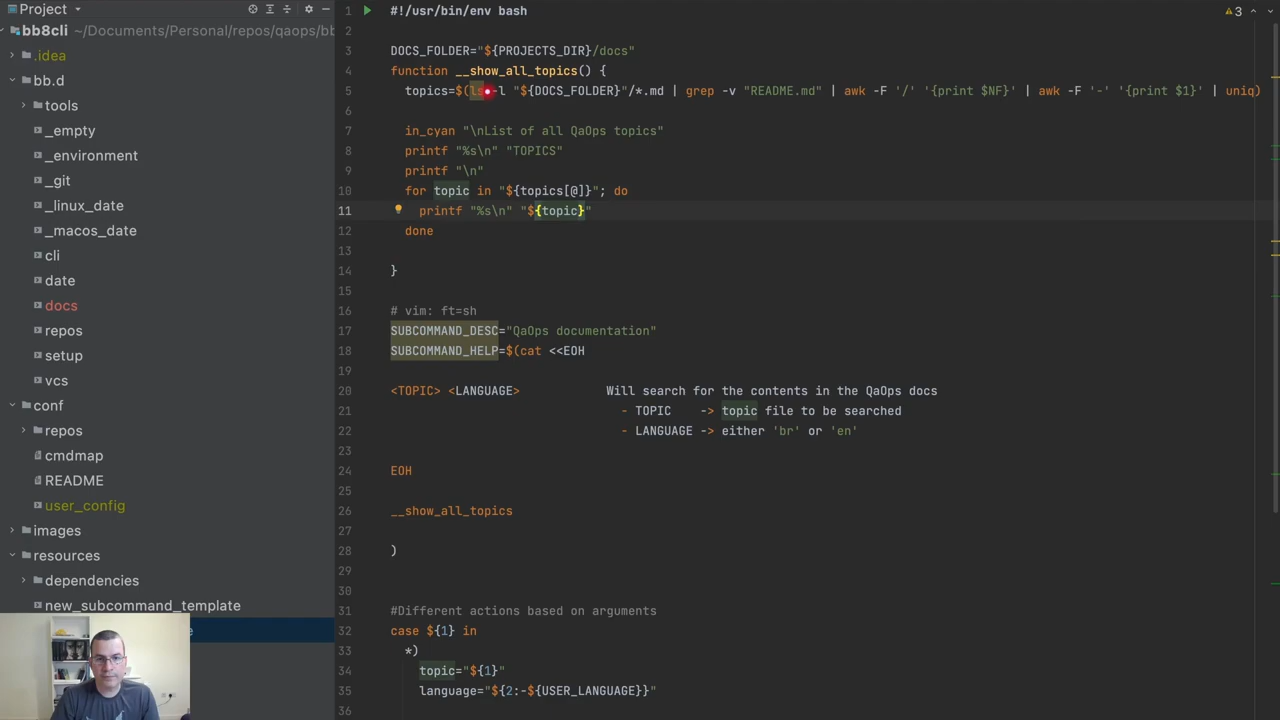 Project
bb8cli ~/Documents/Personal/repos/qaops/bb
.idea
bb.d
tools
_empty
_environment
_git
_linux_date
_macos_date
cli
date
docs
repos
setup
vcs
conf
repos
cmdmap
README
user_config
images
resources
dependencies
new_subcommand_template
3
1 #!/usr/bin/env bash
2
3 DOCS_FOLDER="${PROJECTS_DIR}/docs"
4 function __show_all_topics() {
5 topics=$(ls -l "${DOCS_FOLDER}"/*.md | grep -v "README.md" | awk -F '/' '{print $NF}' | awk -F '-' '{print $1}' | uniq)
6
7 in_cyan "\nList of all QaOps topics"
8 printf "%s\n" "TOPICS"
9 printf "\n"
10 for topic in "${topics[@]}"; do
11 printf "%s\n" "${topic}"
12 done
13
14 }
15
16 # vim: ft=sh
17 SUBCOMMAND_DESC="QaOps documentation"
18 SUBCOMMAND_HELP=$(cat <<EOH
19
20 <TOPIC> <LANGUAGE> Will search for the contents in the QaOps docs
21 - TOPIC -> topic file to be searched
22 - LANGUAGE -> either 'br' or 'en'
23
24 EOH
25
26 __show_all_topics
27
28 )
29
30
31 #Different actions based on arguments
32 case ${1} in
33 *)
34 topic="${1}"
35 language="${2:-${USER_LANGUAGE}}"
36